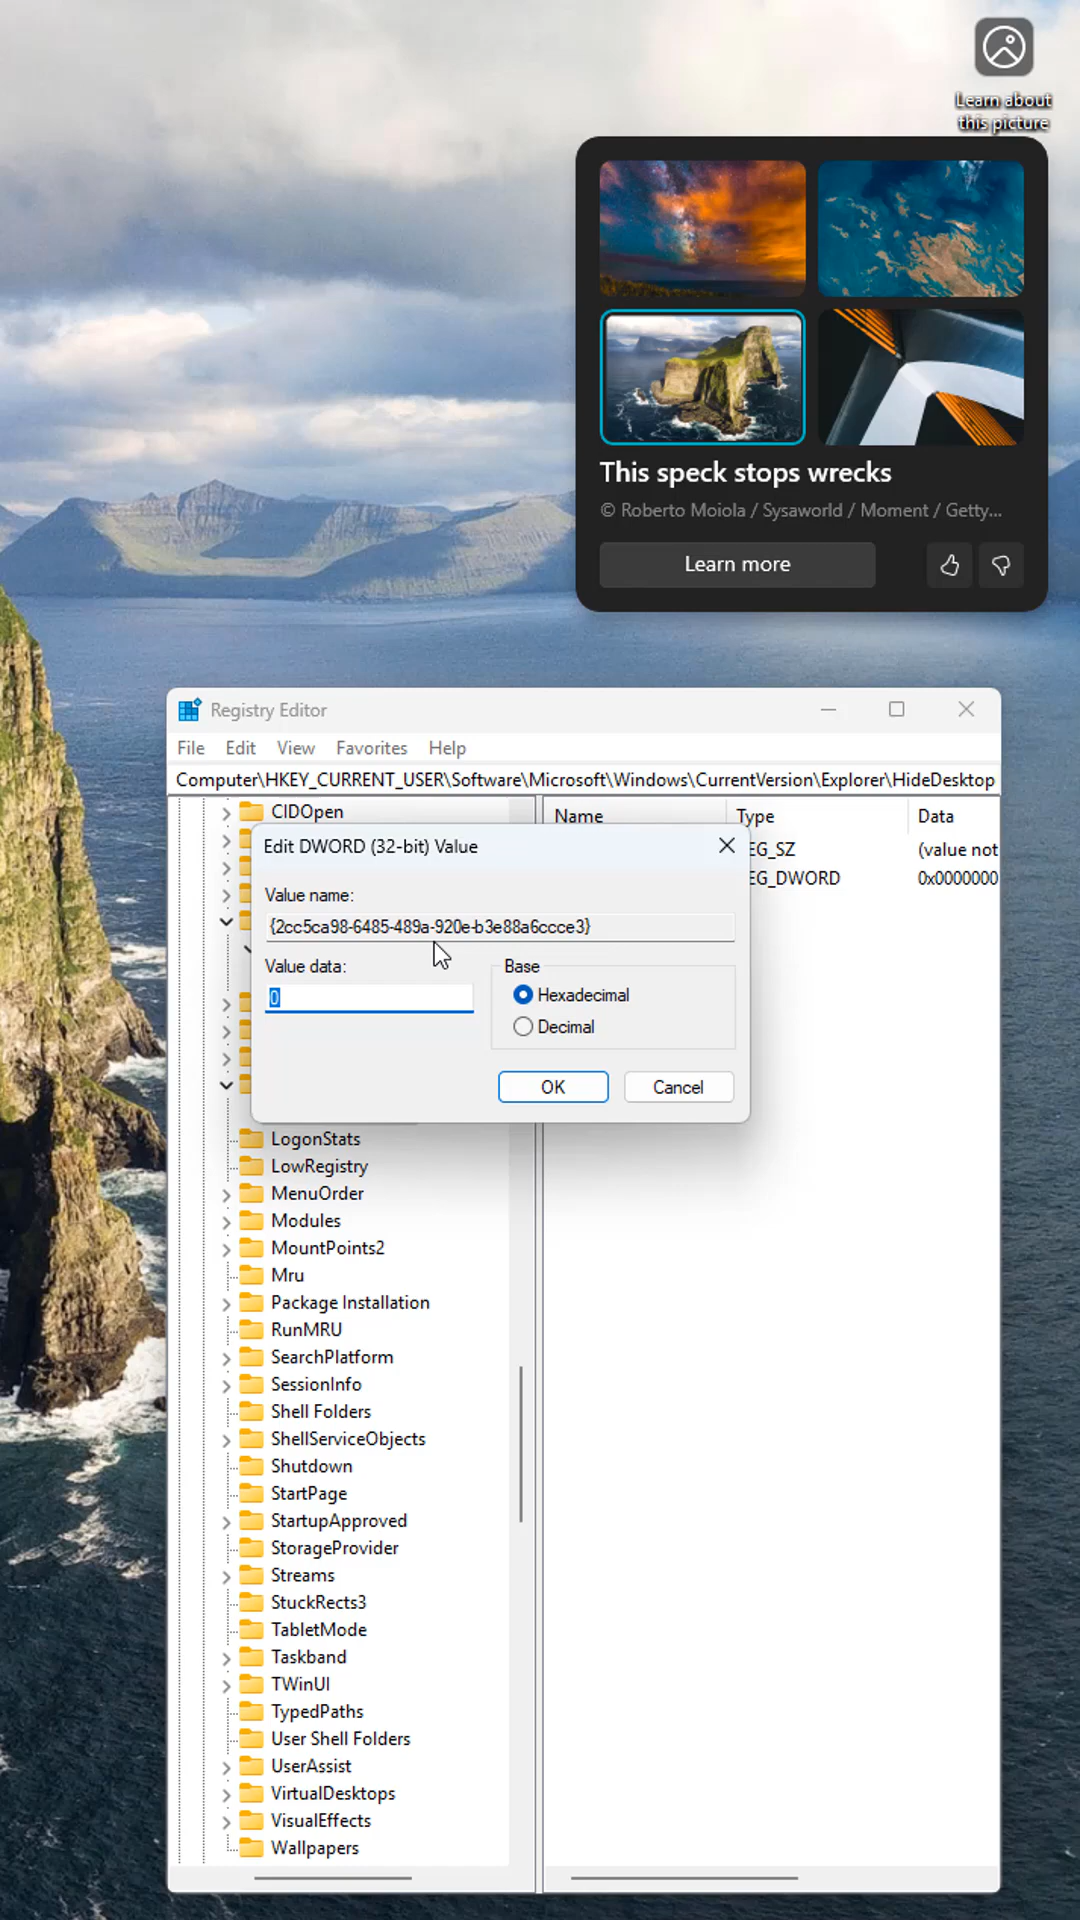 Learn about
this picture
This speck stops wrecks
© Roberto Moiola / Sysaworld / Moment / Getty...
Learn more
Registry Editor
File Edit View Favorites Help
Computer\HKEY_CURRENT_USER\Software\Microsoft\Windows\CurrentVersion\Explorer\HideDesktop
CIDOpen
Name Type Data
Edit DWORD (32-bit) Value
EG_SZ (value not
EG_DWORD 0x0000000
Value name:
{2cc5ca98-6485-489a-920e-b3e88a6ccce3}
Value data:
0
Base
Hexadecimal
Decimal
OK Cancel
LogonStats
LowRegistry
MenuOrder
Modules
MountPoints2
Mru
Package Installation
RunMRU
SearchPlatform
SessionInfo
Shell Folders
ShellServiceObjects
Shutdown
StartPage
StartupApproved
StorageProvider
Streams
StuckRects3
TabletMode
Taskband
TWinUI
TypedPaths
User Shell Folders
UserAssist
VirtualDesktops
VisualEffects
Wallpapers